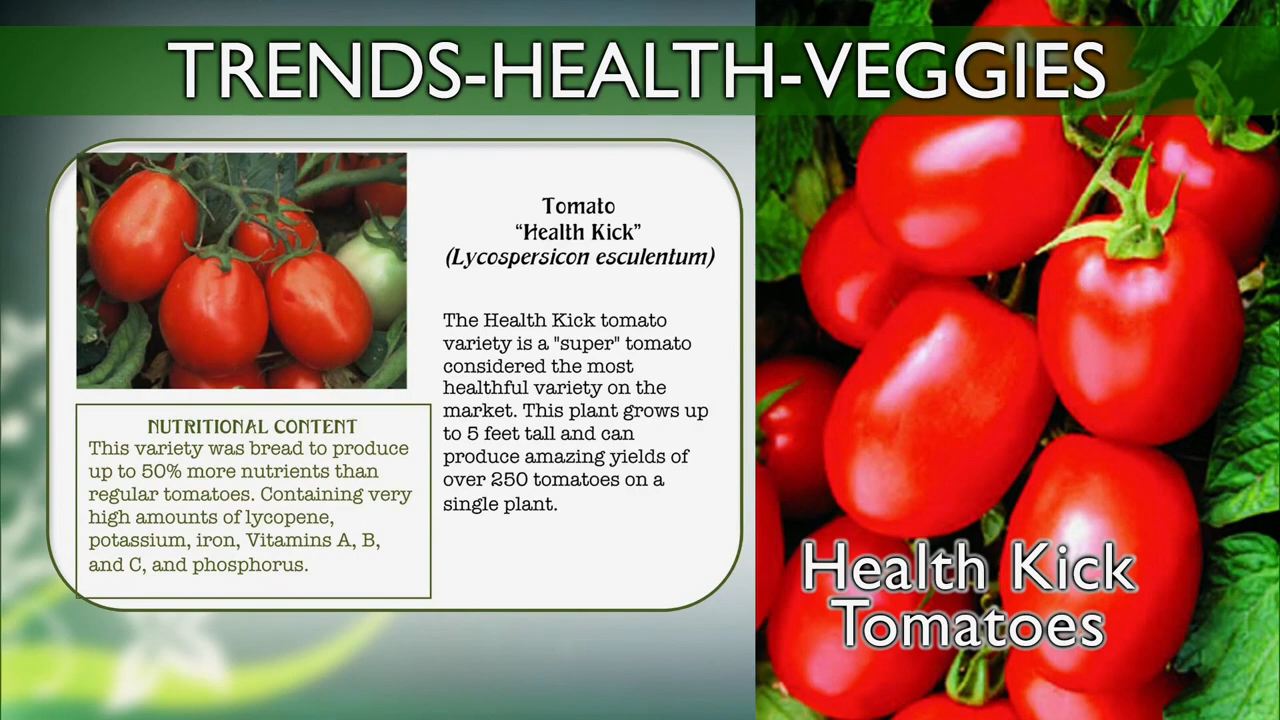 TRENDS-HEALTH-VEGGIES
Tomato
“Health Kick”
(Lycospersicon esculentum)
The Health Kick tomato
variety is a "super" tomato
considered the most
healthful variety on the
market. This plant grows up
to 5 feet tall and can
produce amazing yields of
over 250 tomatoes on a
single plant.
NUTRITIONAL CONTENT
This variety was bread to produce
up to 50% more nutrients than
regular tomatoes. Containing very
high amounts of lycopene,
potassium, iron, Vitamins A, B,
and C, and phosphorus.
Health Kick
Tomatoes